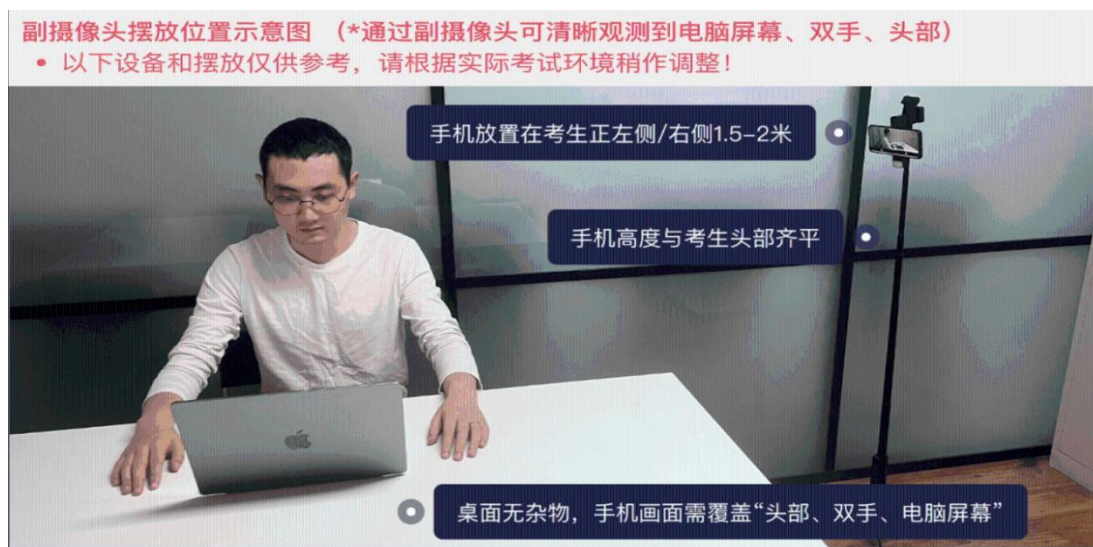 副摄像头摆放位置示意图 （*通过副摄像头可清晰观测到电脑屏幕、双手、头部）
• 以下设备和摆放仅供参考，请根据实际考试环境稍作调整！
手机放置在考生正左侧/右侧1.5-2米
手机高度与考生头部齐平
桌面无杂物，手机画面需覆盖“头部、双手、电脑屏幕”